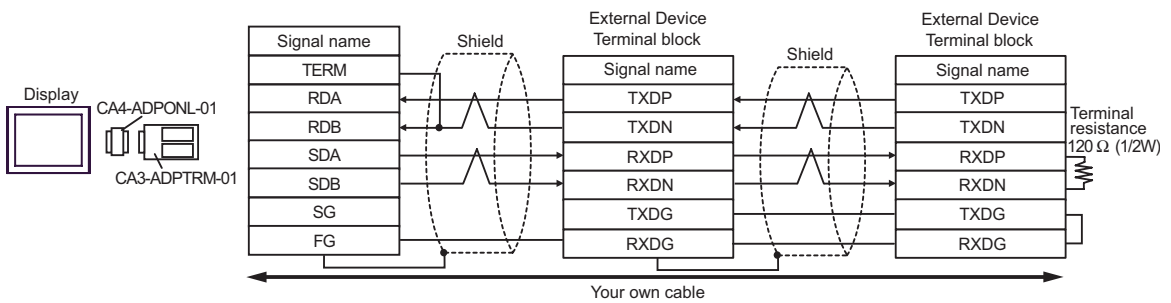 Display
CA4-ADPONL-01
CA3-ADPTRM-01
Signal name
TERM
RDA
RDB
SDA
SDB
SG
FG
Shield
External Device
Terminal block
Signal name
TXDP
TXDN
RXDP
RXDN
TXDG
RXDG
Shield
External Device
Terminal block
Signal name
TXDP
TXDN
RXDP
RXDN
TXDG
RXDG
Terminal
resistance
120 Ω (1/2W)
Your own cable